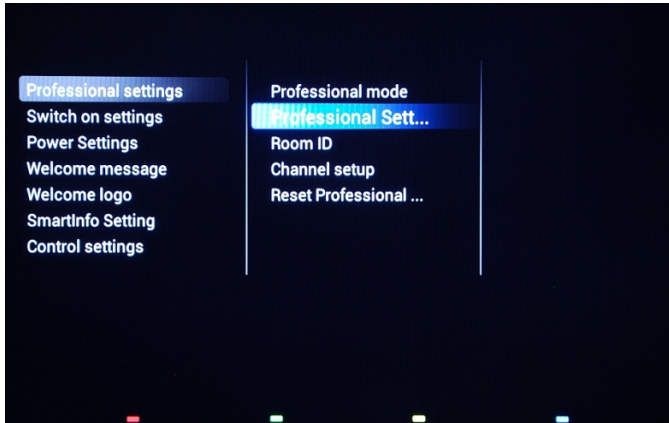 Professional settings
Switch on settings
Power Settings
Welcome message
Welcome logo
SmartInfo Setting
Control settings
Professional mode
Professional Sett...
Room ID
Channel setup
Reset Professional ...